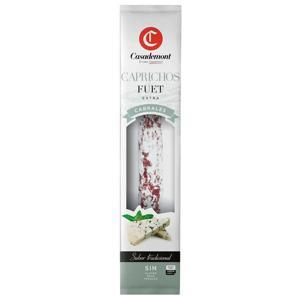 C
Casademont
CAPRICHOS
FUET
EXTRA
CABRALES
Sabor Tradicional
SIN